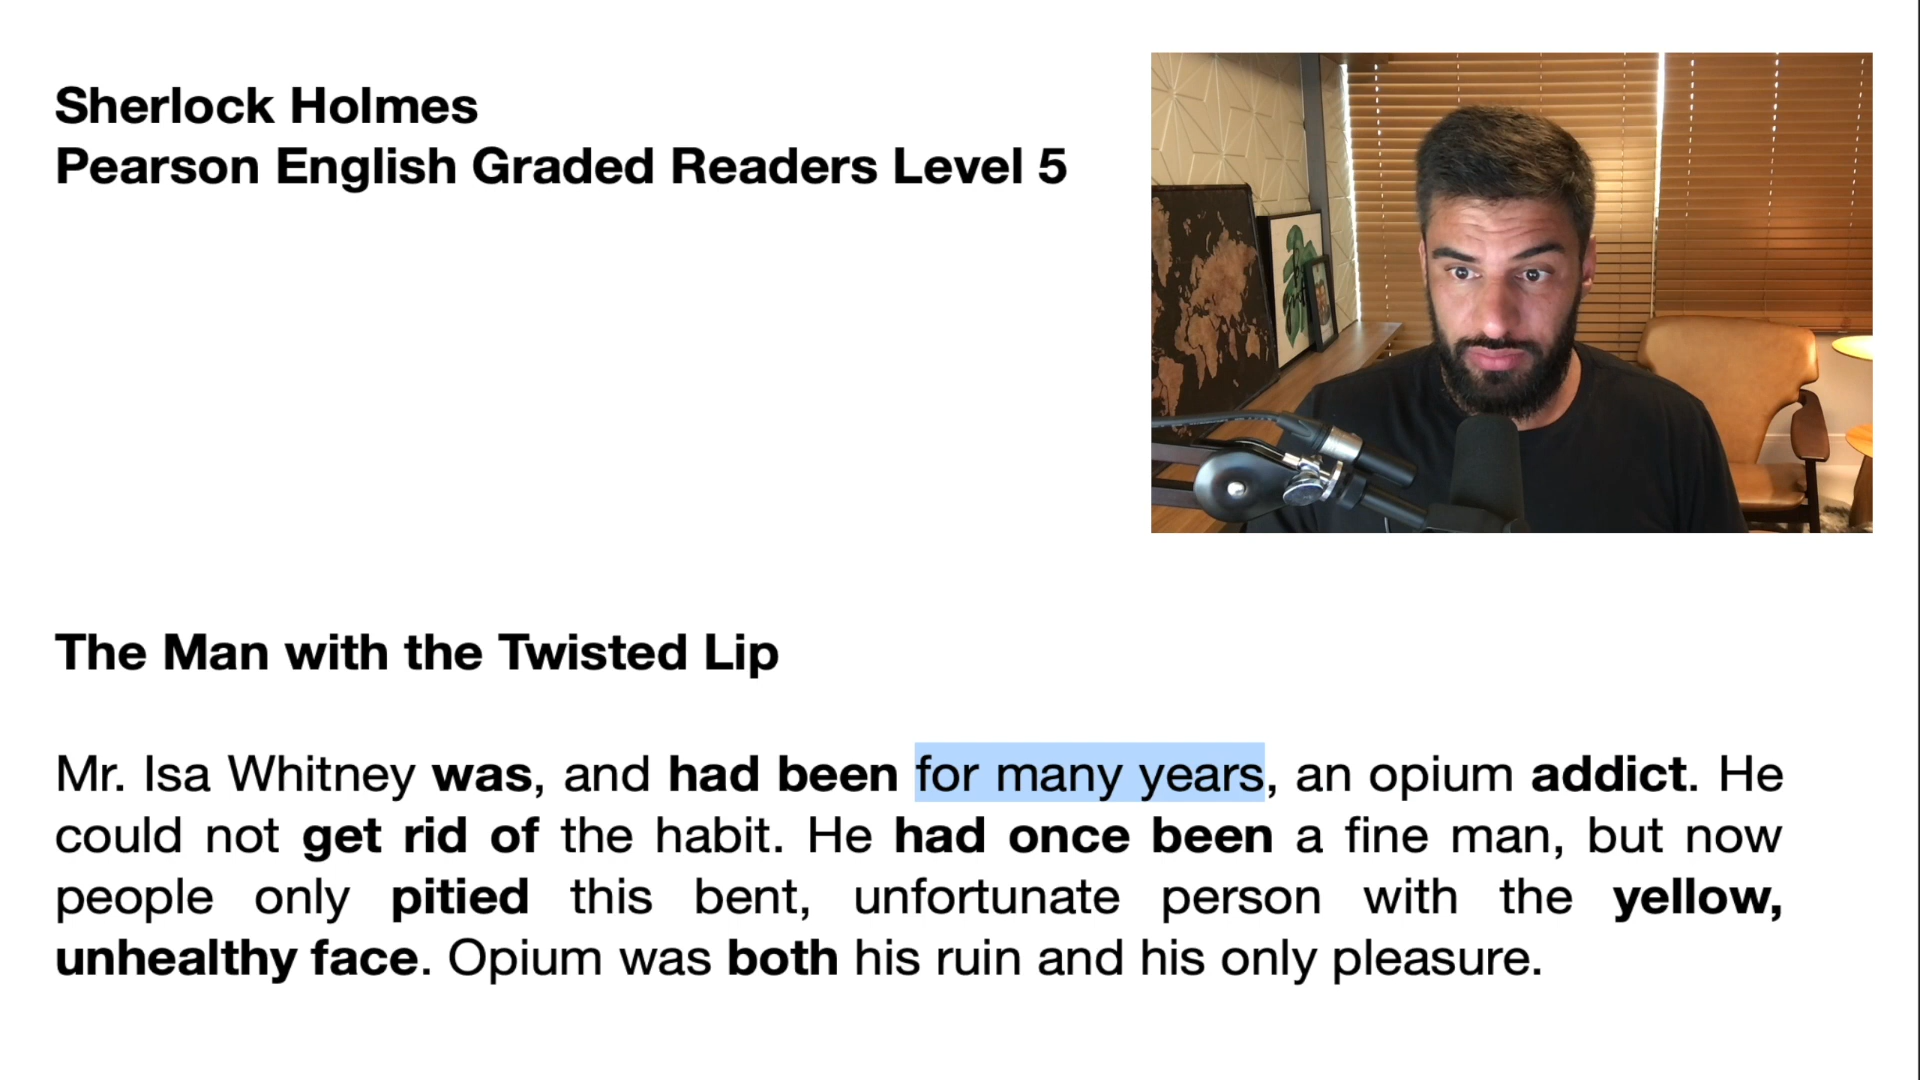 Sherlock Holmes
Pearson English Graded Readers Level 5
The Man with the Twisted Lip
Mr. Isa Whitney was, and had been for many years, an opium addict. He
could not get rid of the habit. He had once been a fine man, but now
people only pitied this bent, unfortunate person with the yellow,
unhealthy face. Opium was both his ruin and his only pleasure.